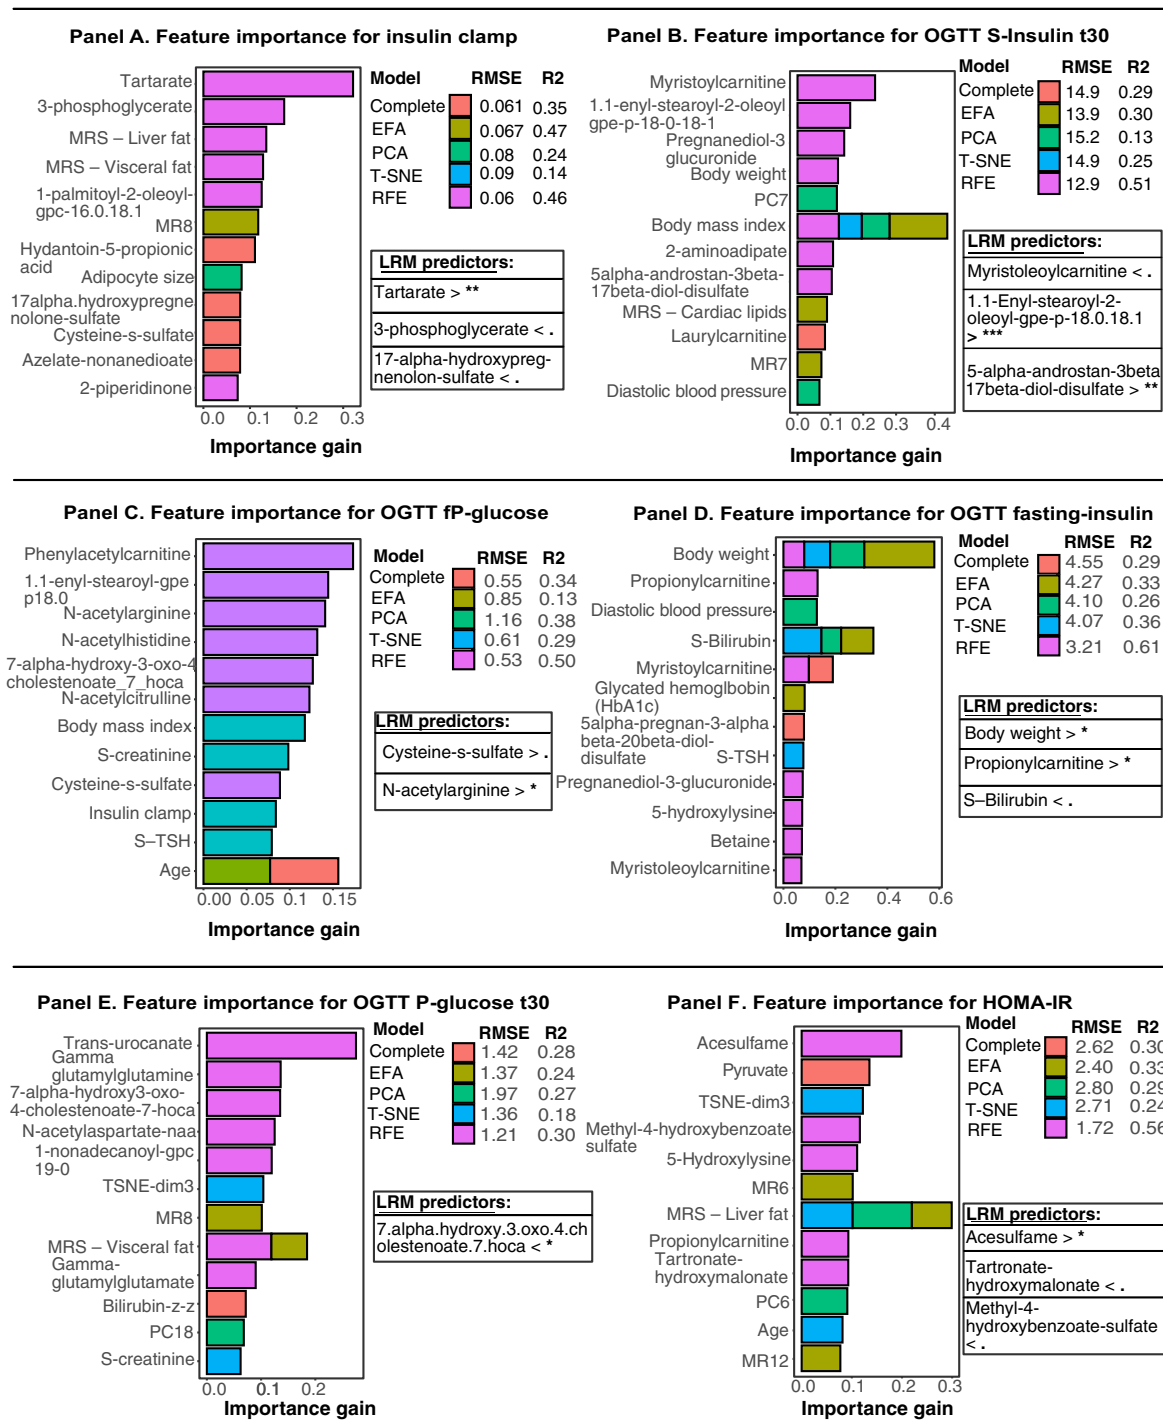 Panel A. Feature importance for insulin clamp
Tartarate
3-phosphoglycerate
MRS – Liver fat
MRS – Visceral fat
1-palmitoyl-2-oleoyl-
gpc-16.0.18.1
MR8
Hydantoin-5-propionic
acid
Adipocyte size
17alpha.hydroxypregne
nolone-sulfate
Cysteine-s-sulfate
Azelate-nonanedioate
2-piperidinone
0.0 0.1 0.2 0.3
Importance gain
Model RMSE R2
Complete 0.061 0.35
EFA 0.067 0.47
PCA 0.08 0.24
T-SNE 0.09 0.14
RFE 0.06 0.46
LRM predictors:
Tartarate > **
3-phosphoglycerate < .
17-alpha-hydroxypreg-
nenolon-sulfate < .
Panel B. Feature importance for OGTT S-Insulin t30
Myristoylcarnitine
1.1-enyl-stearoyl-2-oleoyl
gpe-p-18-0-18-1
Pregnanediol-3
glucuronide
Body weight
PC7
Body mass index
2-aminoadipate
5alpha-androstan-3beta-
17beta-diol-disulfate
MRS – Cardiac lipids
Laurylcarnitine
MR7
Diastolic blood pressure
0.0 0.1 0.2 0.3 0.4
Importance gain
Model RMSE R2
Complete 14.9 0.29
EFA 13.9 0.30
PCA 15.2 0.13
T-SNE 14.9 0.25
RFE 12.9 0.51
LRM predictors:
Myristoleoylcarnitine < .
1.1-Enyl-stearoyl-2-
oleoyl-gpe-p-18.0.18.1
> ***
5-alpha-androstan-3beta
17beta-diol-disulfate > **
Panel C. Feature importance for OGTT fP-glucose
Phenylacetylcarnitine
1.1-enyl-stearoyl-gpe
p18.0
N-acetylarginine
N-acetylhistidine
7-alpha-hydroxy-3-oxo-4
cholestenoate_7_hoca
N-acetylcitrulline
Body mass index
S-creatinine
Cysteine-s-sulfate
Insulin clamp
S–TSH
Age
0.00 0.05 0.10 0.15
Importance gain
Model RMSE R2
Complete 0.55 0.34
EFA 0.85 0.13
PCA 1.16 0.38
T-SNE 0.61 0.29
RFE 0.53 0.50
LRM predictors:
Cysteine-s-sulfate > .
N-acetylarginine > *
Panel D. Feature importance for OGTT fasting-insulin
Body weight
Propionylcarnitine
Diastolic blood pressure
S-Bilirubin
Myristoylcarnitine
Glycated hemoglbobin
(HbA1c)
5alpha-pregnan-3-alpha
beta-20beta-diol-
disulfate
S-TSH
Pregnanediol-3-glucuronide
5-hydroxylysine
Betaine
Myristoleoylcarnitine
0.0 0.2 0.4 0.6
Importance gain
Model RMSE R2
Complete 4.55 0.29
EFA 4.27 0.33
PCA 4.10 0.26
T-SNE 4.07 0.36
RFE 3.21 0.61
LRM predictors:
Body weight > *
Propionylcarnitine > *
S–Bilirubin < .
Panel E. Feature importance for OGTT P-glucose t30
Trans-urocanate
Gamma
glutamylglutamine
7-alpha-hydroxy3-oxo-
4-cholestenoate-7-hoca
N-acetylaspartate-naa
1-nonadecanoyl-gpc
19-0
TSNE-dim3
MR8
MRS – Visceral fat
Gamma-
glutamylglutamate
Bilirubin-z-z
PC18
S-creatinine
0.0 0.1 0.2
Importance gain
Model RMSE R2
Complete 1.42 0.28
EFA 1.37 0.24
PCA 1.97 0.27
T-SNE 1.36 0.18
RFE 1.21 0.30
LRM predictors:
7.alpha.hydroxy.3.oxo.4.ch
olestenoate.7.hoca < *
Panel F. Feature importance for HOMA-IR
Acesulfame
Pyruvate
TSNE-dim3
Methyl-4-hydroxybenzoate
sulfate
5-Hydroxylysine
MR6
MRS – Liver fat
Propionylcarnitine
Tartronate-
hydroxymalonate
PC6
Age
MR12
0.0 0.1 0.2 0.3
Importance gain
Model RMSE R2
Complete 2.62 0.30
EFA 2.40 0.33
PCA 2.80 0.29
T-SNE 2.71 0.24
RFE 1.72 0.56
LRM predictors:
Acesulfame > *
Tartronate-
hydroxymalonate < .
Methyl-4-
hydroxybenzoate-sulfate
< .